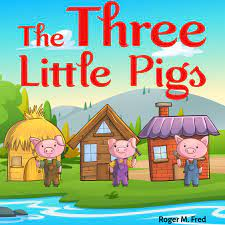 The Three
Little Pigs
Roger M. Fred